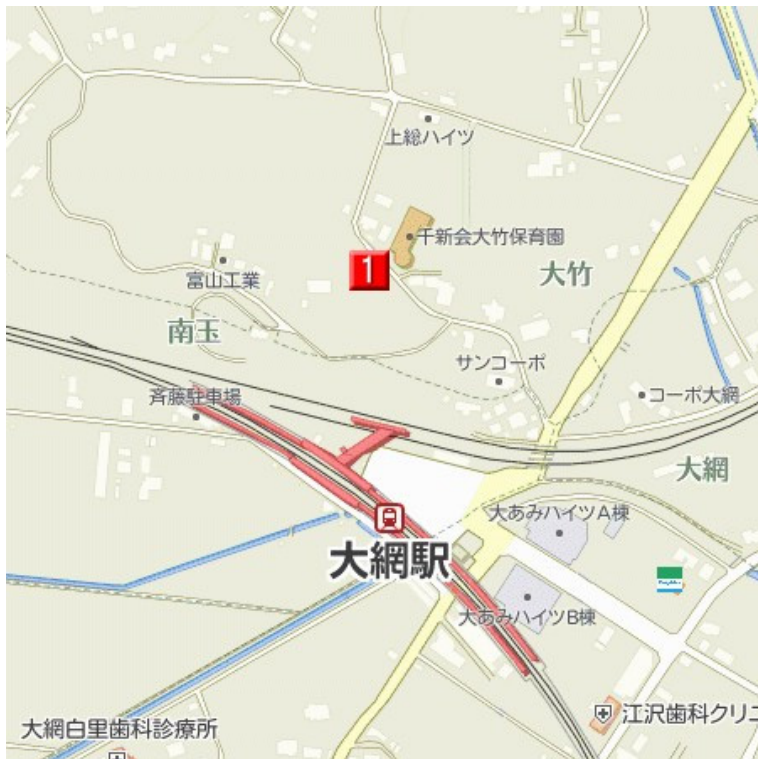 上総ハイツ
千新会大竹保育園
1
大竹
富山工業
南玉
サンコーポ
斉藤駐車場
コーポ大網
大網
大あみハイツA棟
大網駅
大あみハイツB棟
江沢歯科クリニ
大網白里歯科診療所